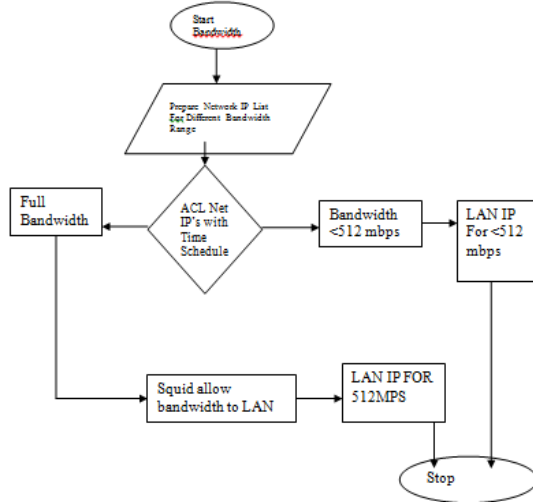 Start
Bandwidth
Prepare Network IP List
For Different Bandwidth
Range
ACL Net
IP's with
Time
Schedule
Full
Bandwidth
Bandwidth
<512 mbps
LAN IP
For <512
mbps
Squid allow
bandwidth to LAN
LAN IP FOR
512MPS
Stop